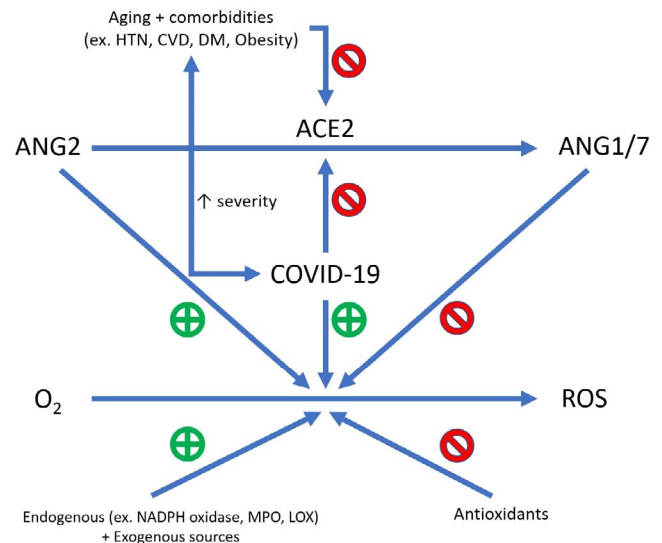 Aging + comorbidities
(ex. HTN, CVD, DM, Obesity)
ACE2
ANG2
ANG1/7
↑ severity
COVID-19
O₂
ROS
Endogenous (ex. NADPH oxidase, MPO, LOX)
+ Exogenous sources
Antioxidants